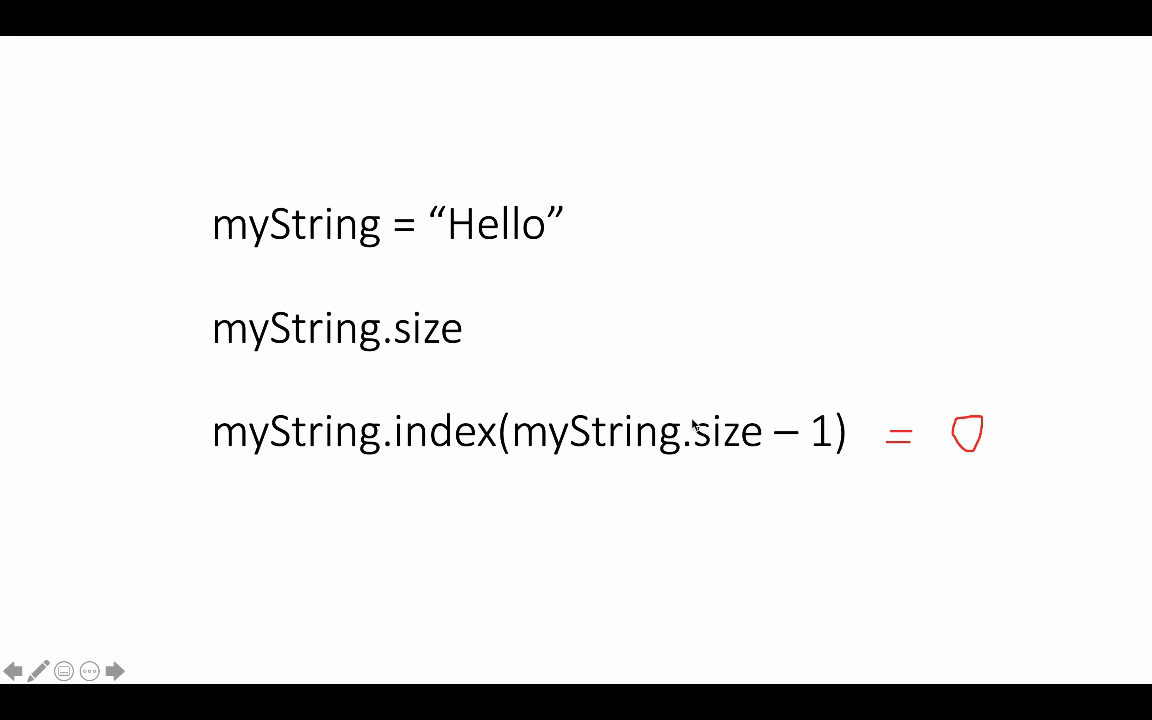 myString = “Hello”
myString.size
myString.index(myString.size – 1) = o